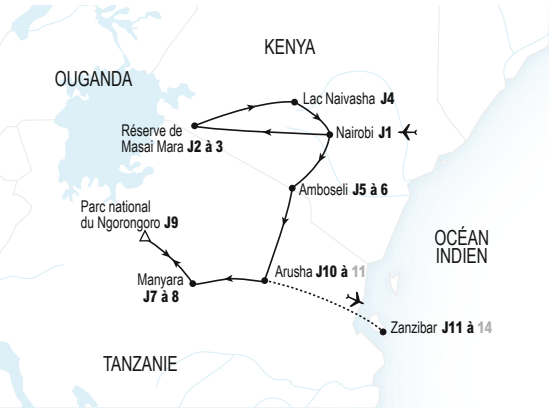 KENYA
OUGANDA
Lac Naivasha J4
Réserve de
Masai Mara J2 à 3
Nairobi J1
Amboseli J5 à 6
Parc national
du Ngorongoro J9
OCÉAN
INDIEN
Manyara
J7 à 8
Arusha J10 à 11
Zanzibar J11 à 14
TANZANIE